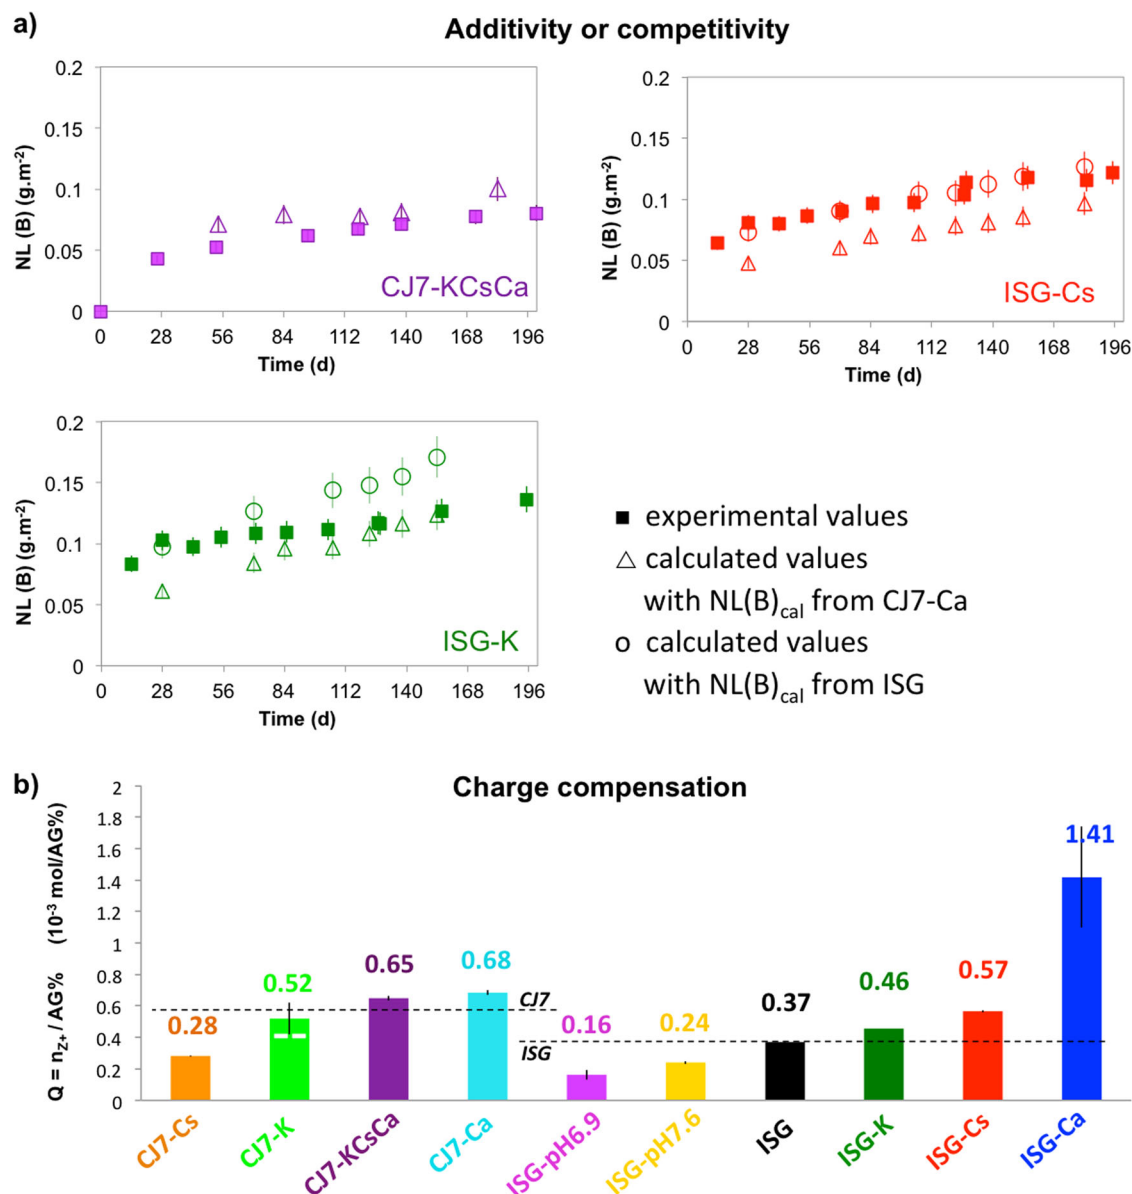 a)
Additivity or competitivity
NL (B) (g.m-2)
0.2
0.15
0.1
0.05
0
CJ7-KCsCa
0 28 56 84 112 140 168 196
Time (d)
NL (B) (g.m-2)
0.2
0.15
0.1
0.05
0
ISG-Cs
0 28 56 84 112 140 168 196
Time (d)
NL (B) (g.m-2)
0.2
0.15
0.1
0.05
0
ISG-K
0 28 56 84 112 140 168 196
Time (d)
■ experimental values
△ calculated values
with NL(B)cal from CJ7-Ca
o calculated values
with NL(B)cal from ISG
b)
Charge compensation
Q = nZ+ / AG% (10-3 mol/AG%)
2
1.8
1.6
1.4
1.2
1
0.8
0.6
0.4
0.2
0
0.28
0.52
0.65
0.68
CJ7
ISG
0.16
0.24
0.37
0.46
0.57
1.41
CJ7-Cs
CJ7-K
CJ7-KCsCa
CJ7-Ca
ISG-pH6.9
ISG-pH7.6
ISG
ISG-K
ISG-Cs
ISG-Ca